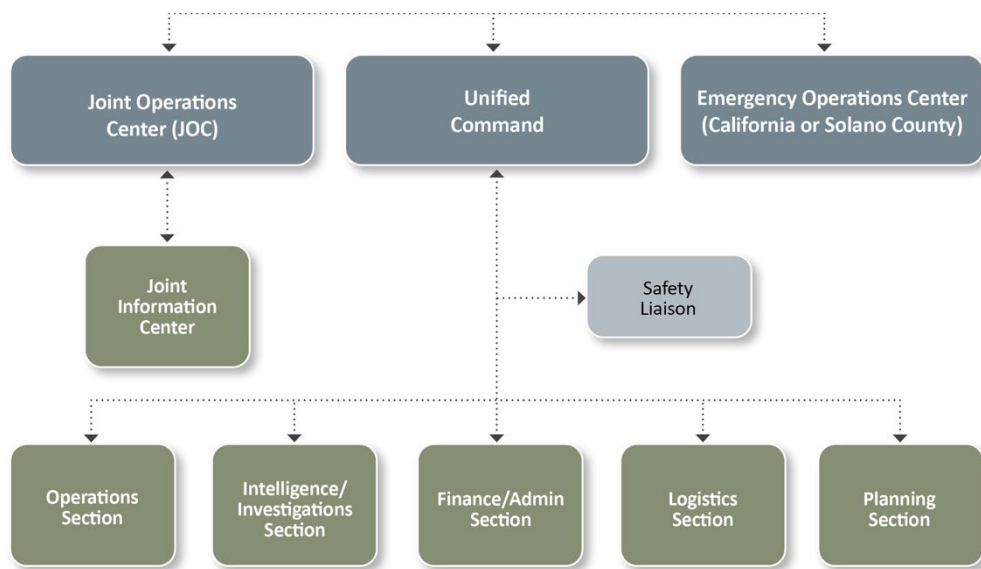 Joint Operations
Center (JOC)
Unified
Command
Emergency Operations Center
(California or Solano County)
Joint
Information
Center
Safety
Liaison
Operations
Section
Intelligence/
Investigations
Section
Finance/Admin
Section
Logistics
Section
Planning
Section